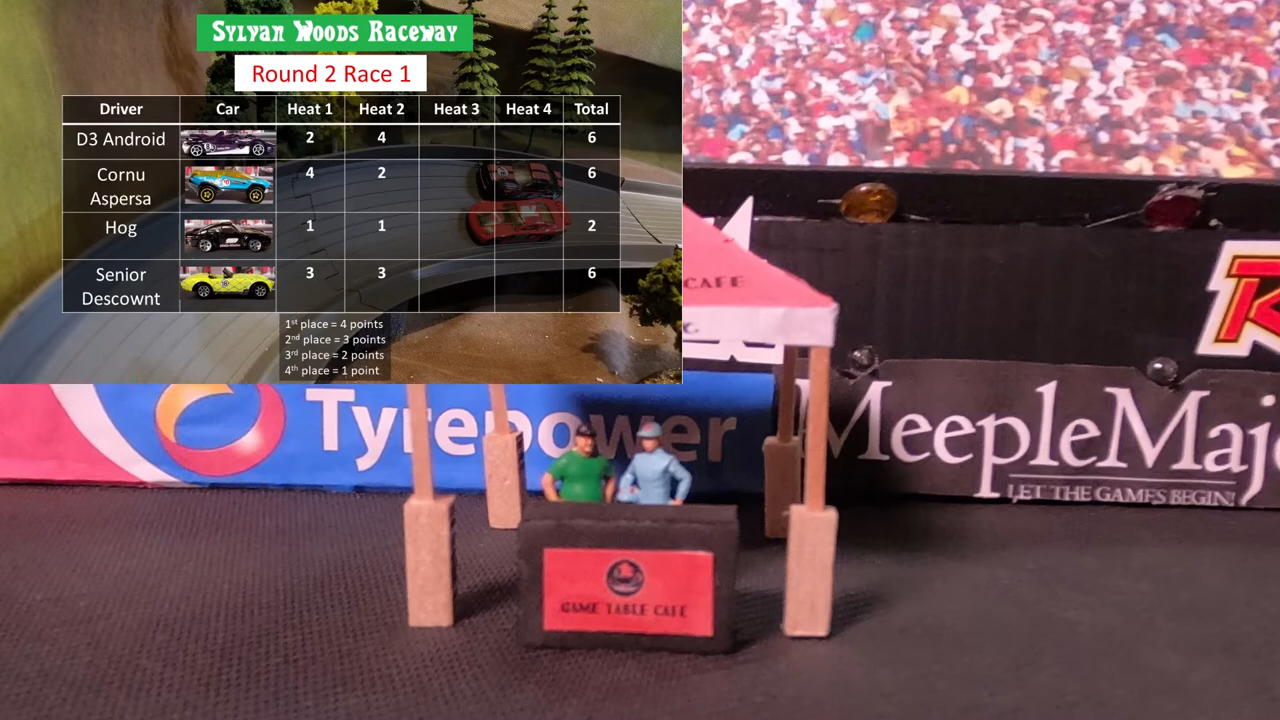 Sylvan Woods Raceway
Round 2 Race 1
Driver Car Heat 1 Heat 2 Heat 3 Heat 4 Total
D3 Android 2 4 6
Cornu Aspersa 4 2 6
Hog 1 1 2
Senior Descownt 3 3 6
1st place = 4 points
2nd place = 3 points
3rd place = 2 points
4th place = 1 point
CAFE
Tyrepower
MeepleMaj
LET THE GAMES BEGIN!
GAME TABLE CAFE